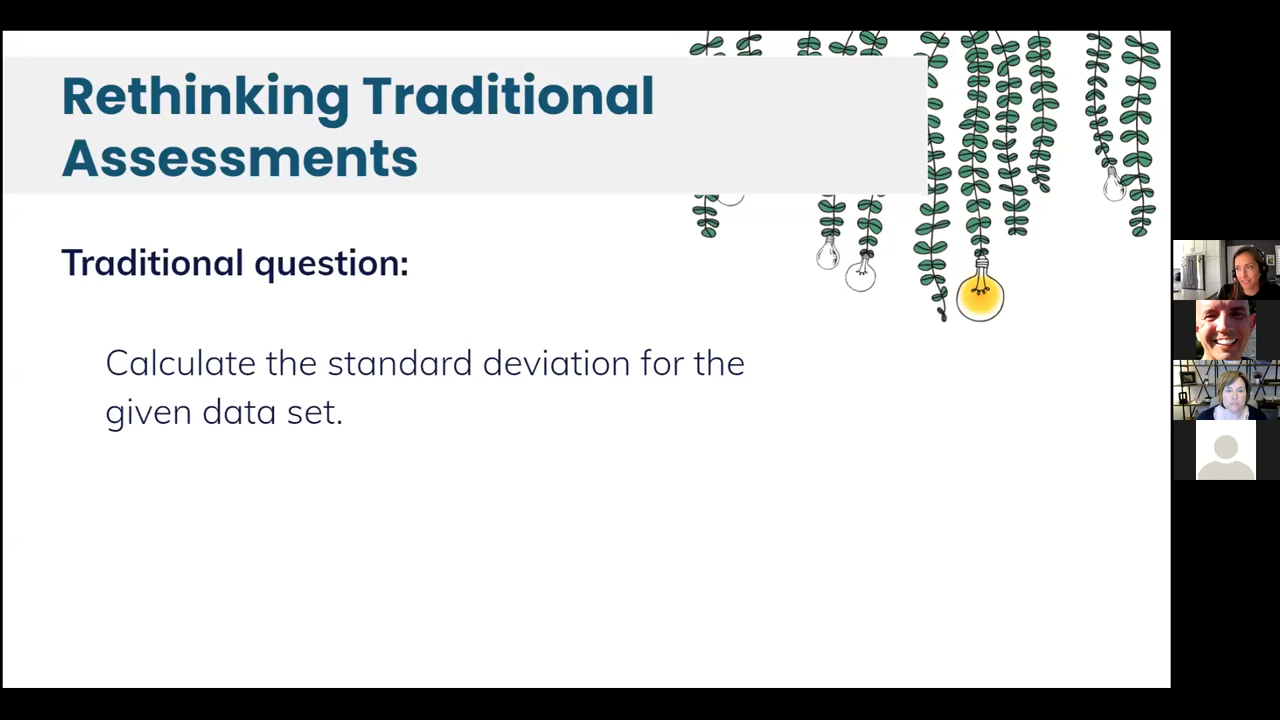 Rethinking Traditional
Assessments
Traditional question:
Calculate the standard deviation for the
given data set.